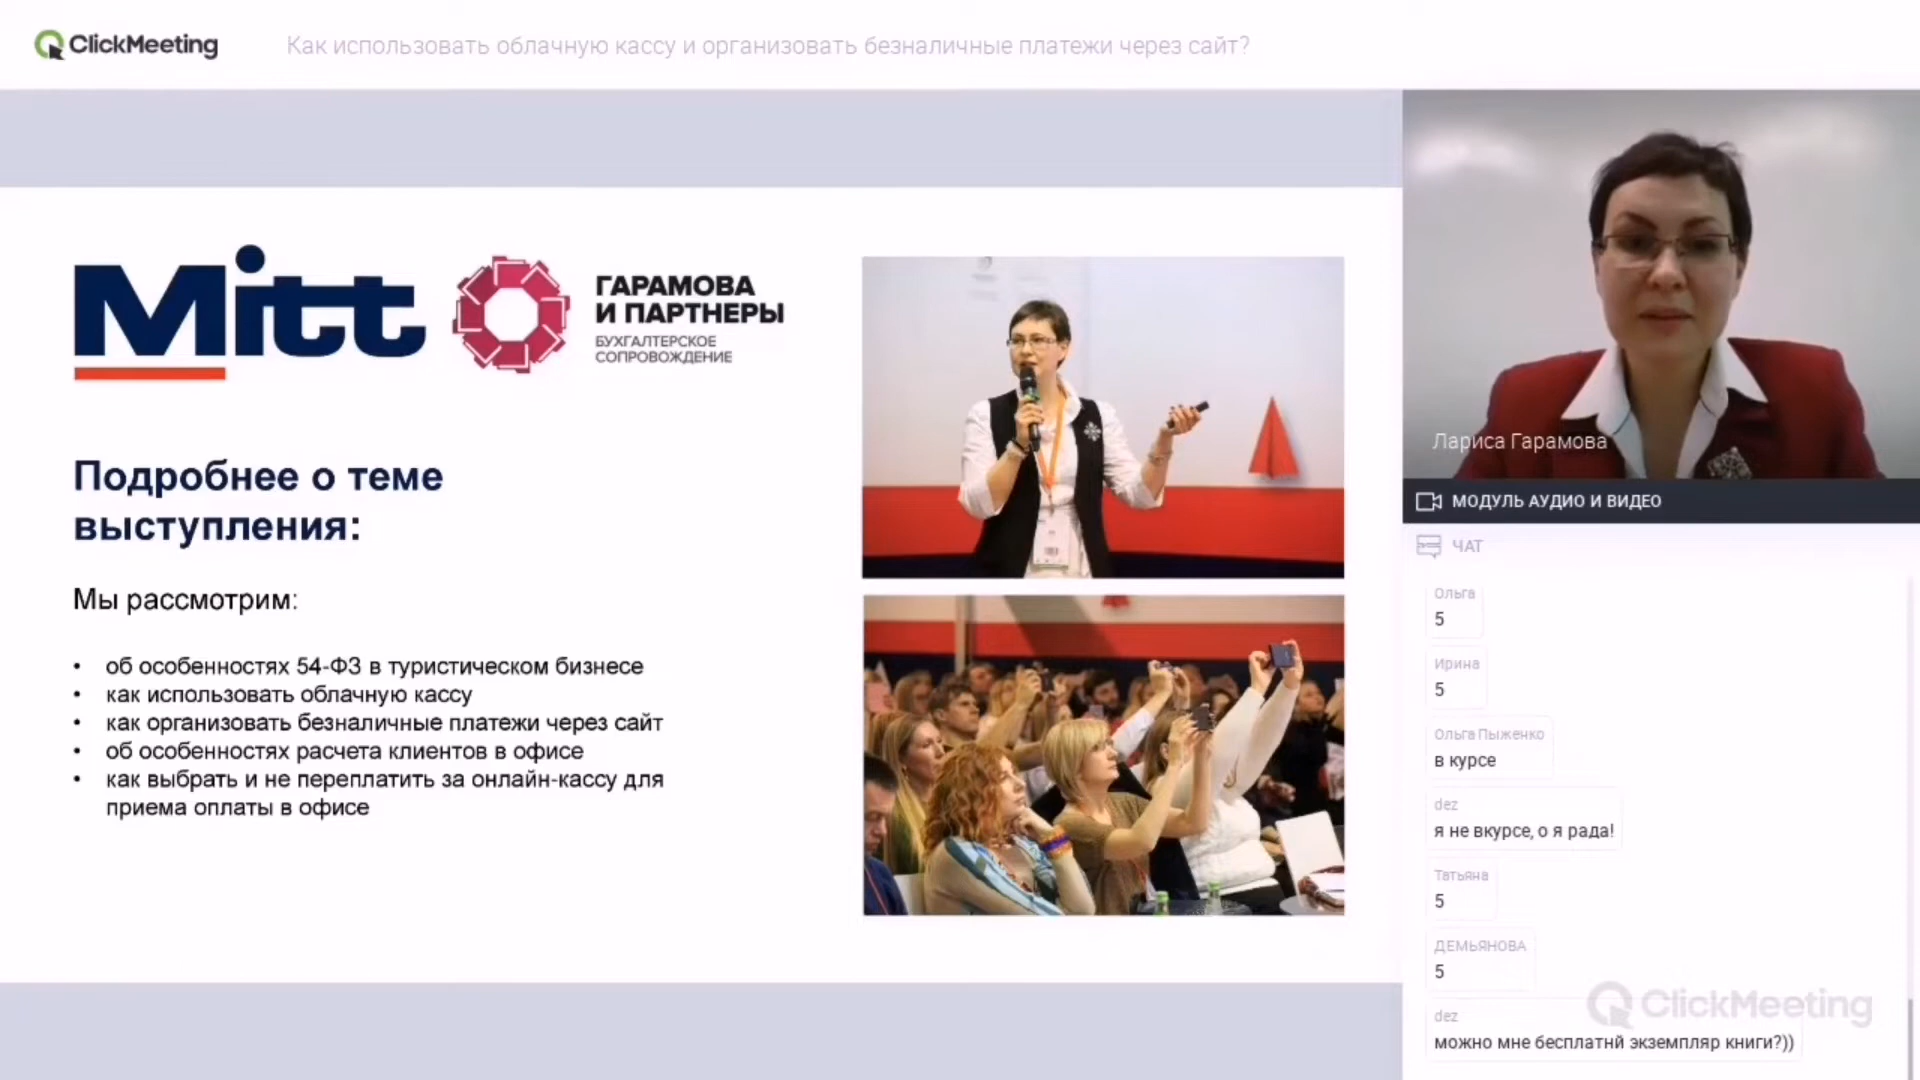 ClickMeeting
Как использовать облачную кассу и организовать безналичные платежи через сайт?
Mitt
ГАРАМОВА
И ПАРТНЕРЫ
БУХГАЛТЕРСКОЕ
СОПРОВОЖДЕНИЕ
Подробнее о теме
выступления:
Мы рассмотрим:
• об особенностях 54-ФЗ в туристическом бизнесе
• как использовать облачную кассу
• как организовать безналичные платежи через сайт
• об особенностях расчета клиентов в офисе
• как выбрать и не переплатить за онлайн-кассу для
приема оплаты в офисе
Лариса Гарамова
МОДУЛЬ АУДИО И ВИДЕО
ЧАТ
Ольга
5
Ирина
5
Ольга Пыженко
в курсе
dez
я не вкурсе, о я рада!
Татьяна
5
ДЕМЬЯНОВА
5
dez
можно мне бесплатнй экземпляр книги?))
ClickMeeting